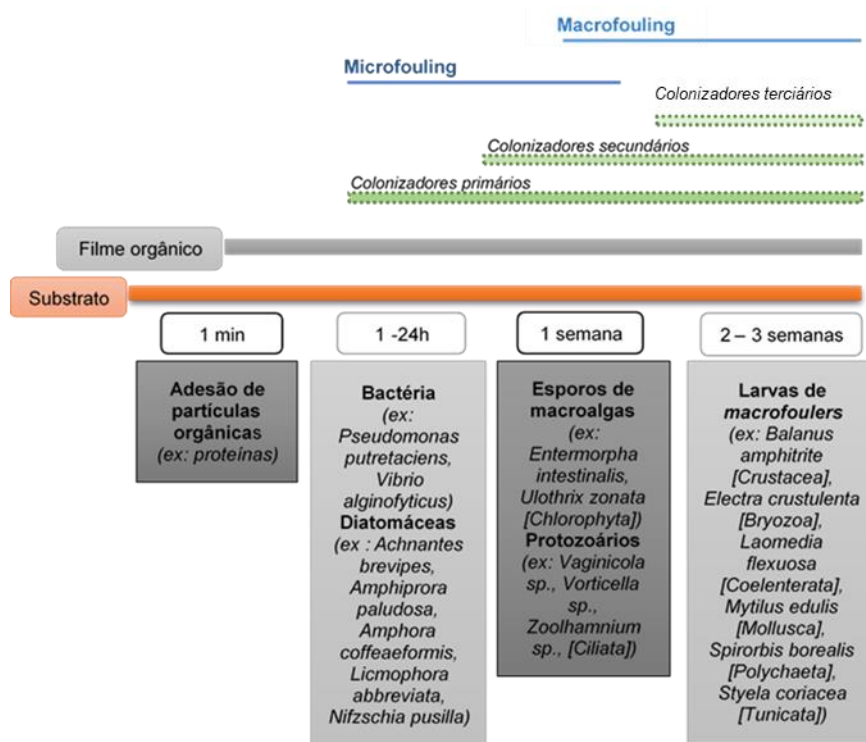 Macrofouling
Microfouling
Colonizadores terciários
Colonizadores secundários
Colonizadores primários
Filme orgânico
Substrato
1 min
Adesão de
partículas
orgânicas
(ex: proteínas)
1 -24h
Bactéria
(ex:
Pseudomonas
putretaciens,
Vibrio
alginofyticus)
Diatomáceas
(ex : Achnantes
brevipes,
Amphiprora
paludosa,
Amphora
coffeaeformis,
Licmophora
abbreviata,
Nifzschia pusilla)
1 semana
Esporos de
macroalgas
(ex:
Entermorpha
intestinalis,
Ulothrix zonata
[Chlorophyta])
Protozoários
(ex: Vaginicola
sp., Vorticella
sp.,
Zoolhamnium
sp., [Ciliata])
2 – 3 semanas
Larvas de
macrofoulers
(ex: Balanus
amphitrite
[Crustacea],
Electra crustulenta
[Bryozoa],
Laomedia
flexuosa
[Coelenterata],
Mytilus edulis
[Mollusca],
Spirorbis borealis
[Polychaeta],
Styela coriacea
[Tunicata])